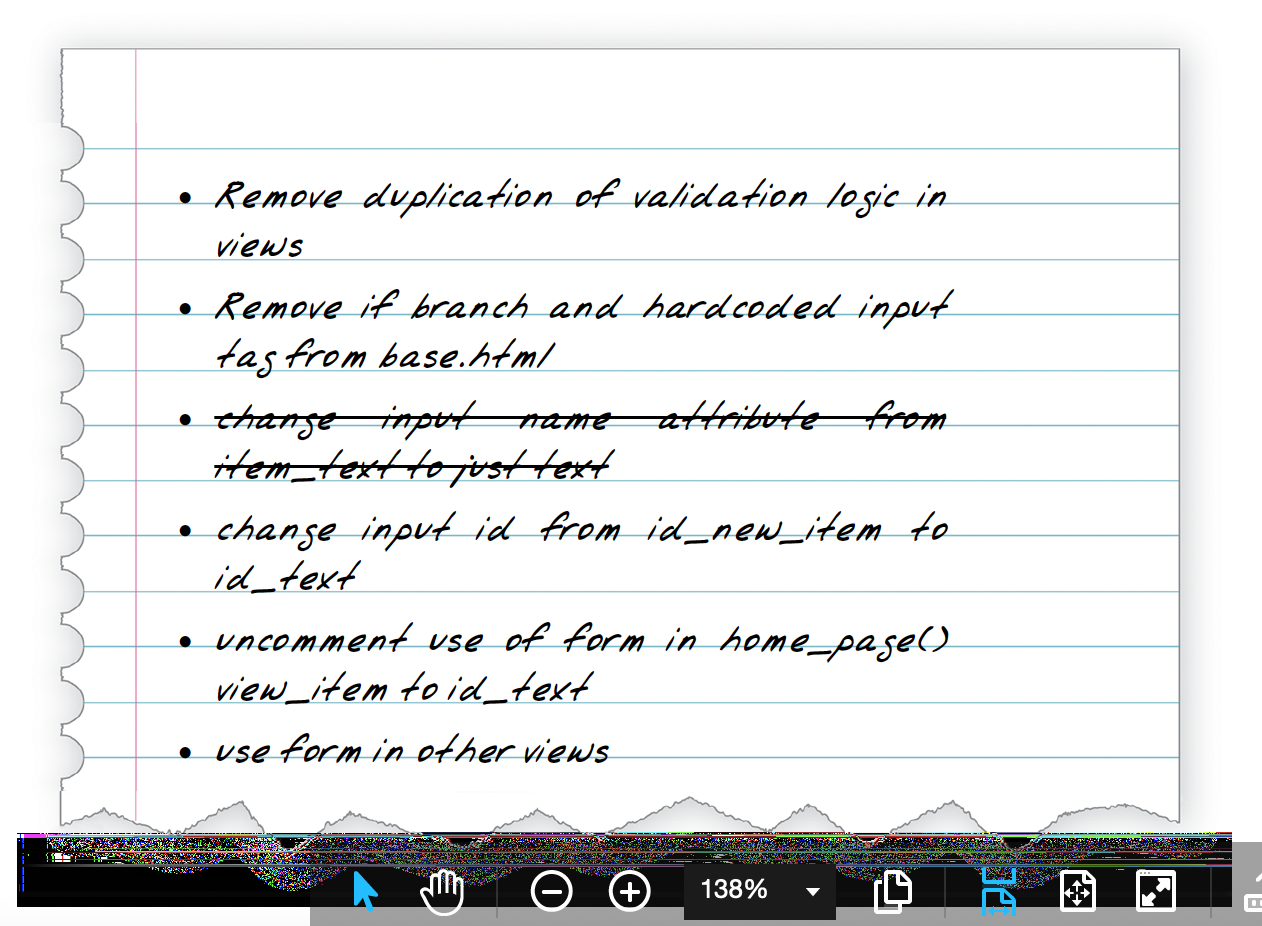 • Remove duplication of validation logic in
views
• Remove if branch and hardcoded input
tag from base.html
• change input name attribute from
item_text to just text
• change input id from id_new_item to
id_text
• uncomment use of form in home_page()
view_item to id_text
• use form in other views
138%